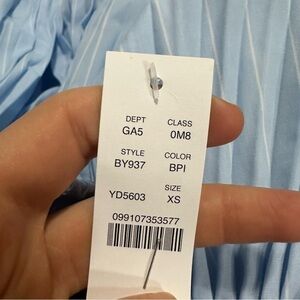 DEPT CLASS
GA5 0M8
STYLE COLOR
BY937 BPI
SIZE
YD5603 XS
099107353577